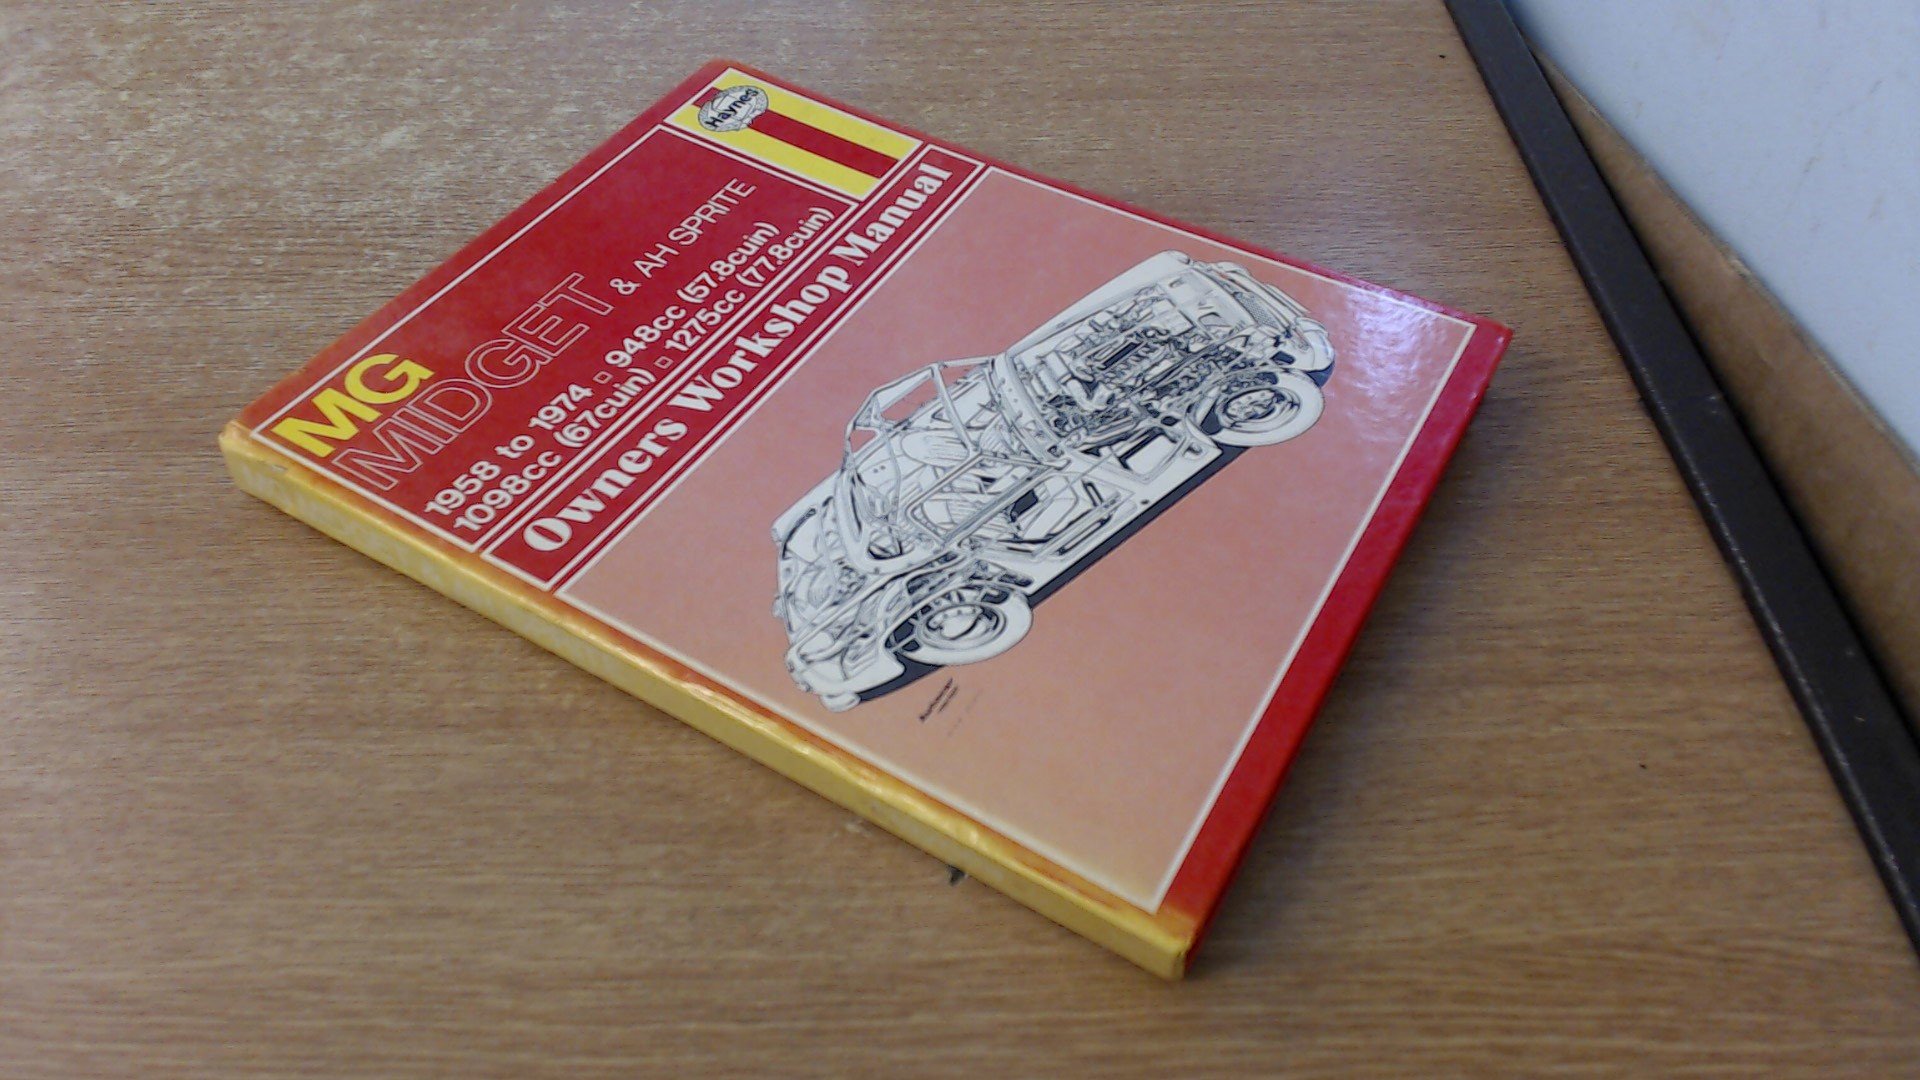 Haynes
MG
MIDGET & AH SPRITE
1958 to 1974 ▫ 948cc (57.8cuin)
1098cc (67cuin) ▫ 1275cc (77.8cuin)
Owners Workshop Manual